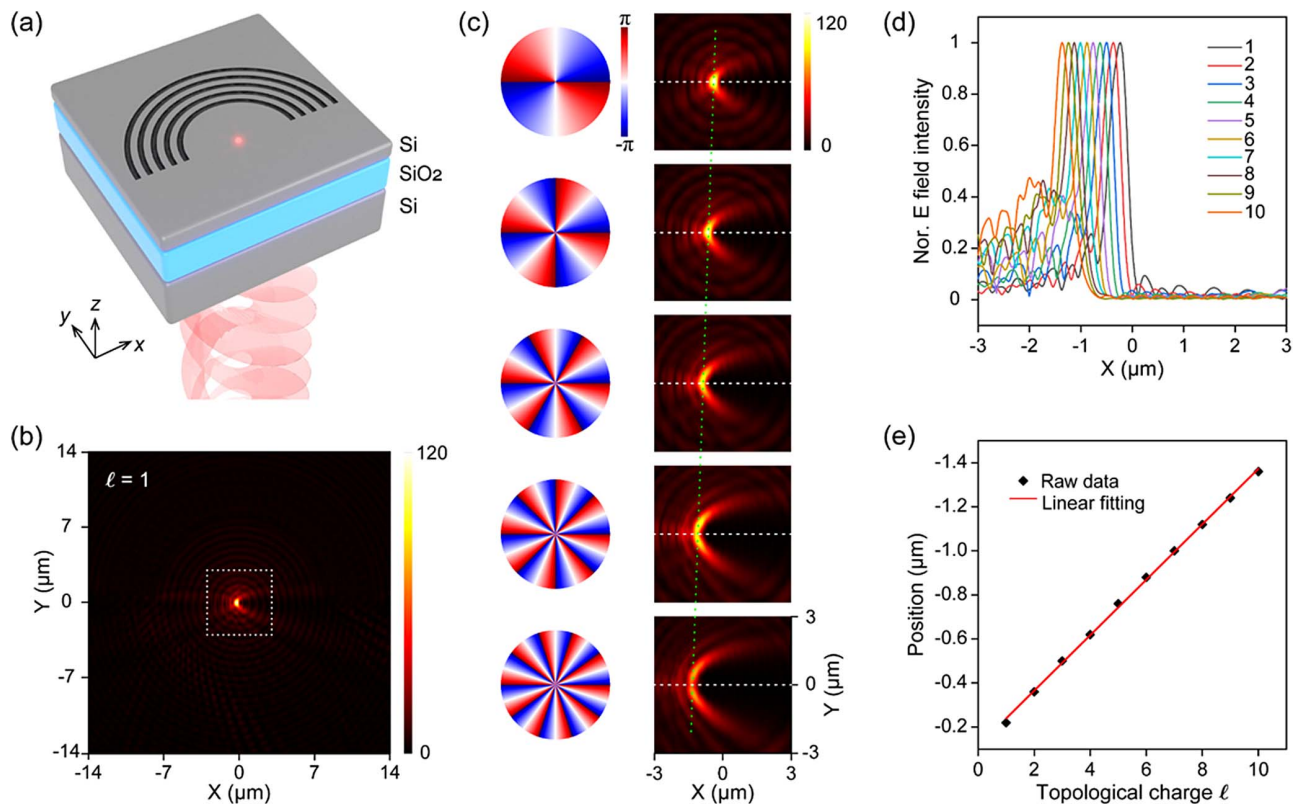 (a)
Si
SiO₂
Si
y
z
x
(b)
ℓ = 1
14
7
0
-7
-14
Y (µm)
-14
-7
0
7
14
X (µm)
120
0
(c)
π
-π
120
0
3
0
-3
Y (µm)
-3
0
3
X (µm)
(d)
1
0.8
0.6
0.4
0.2
0
Nor. E field intensity
1
2
3
4
5
6
7
8
9
10
-3
-2
-1
0
1
2
3
X (µm)
(e)
-1.4
-1.2
-1.0
-0.8
-0.6
-0.4
-0.2
Position (µm)
Raw data
Linear fitting
0
2
4
6
8
10
Topological charge ℓ